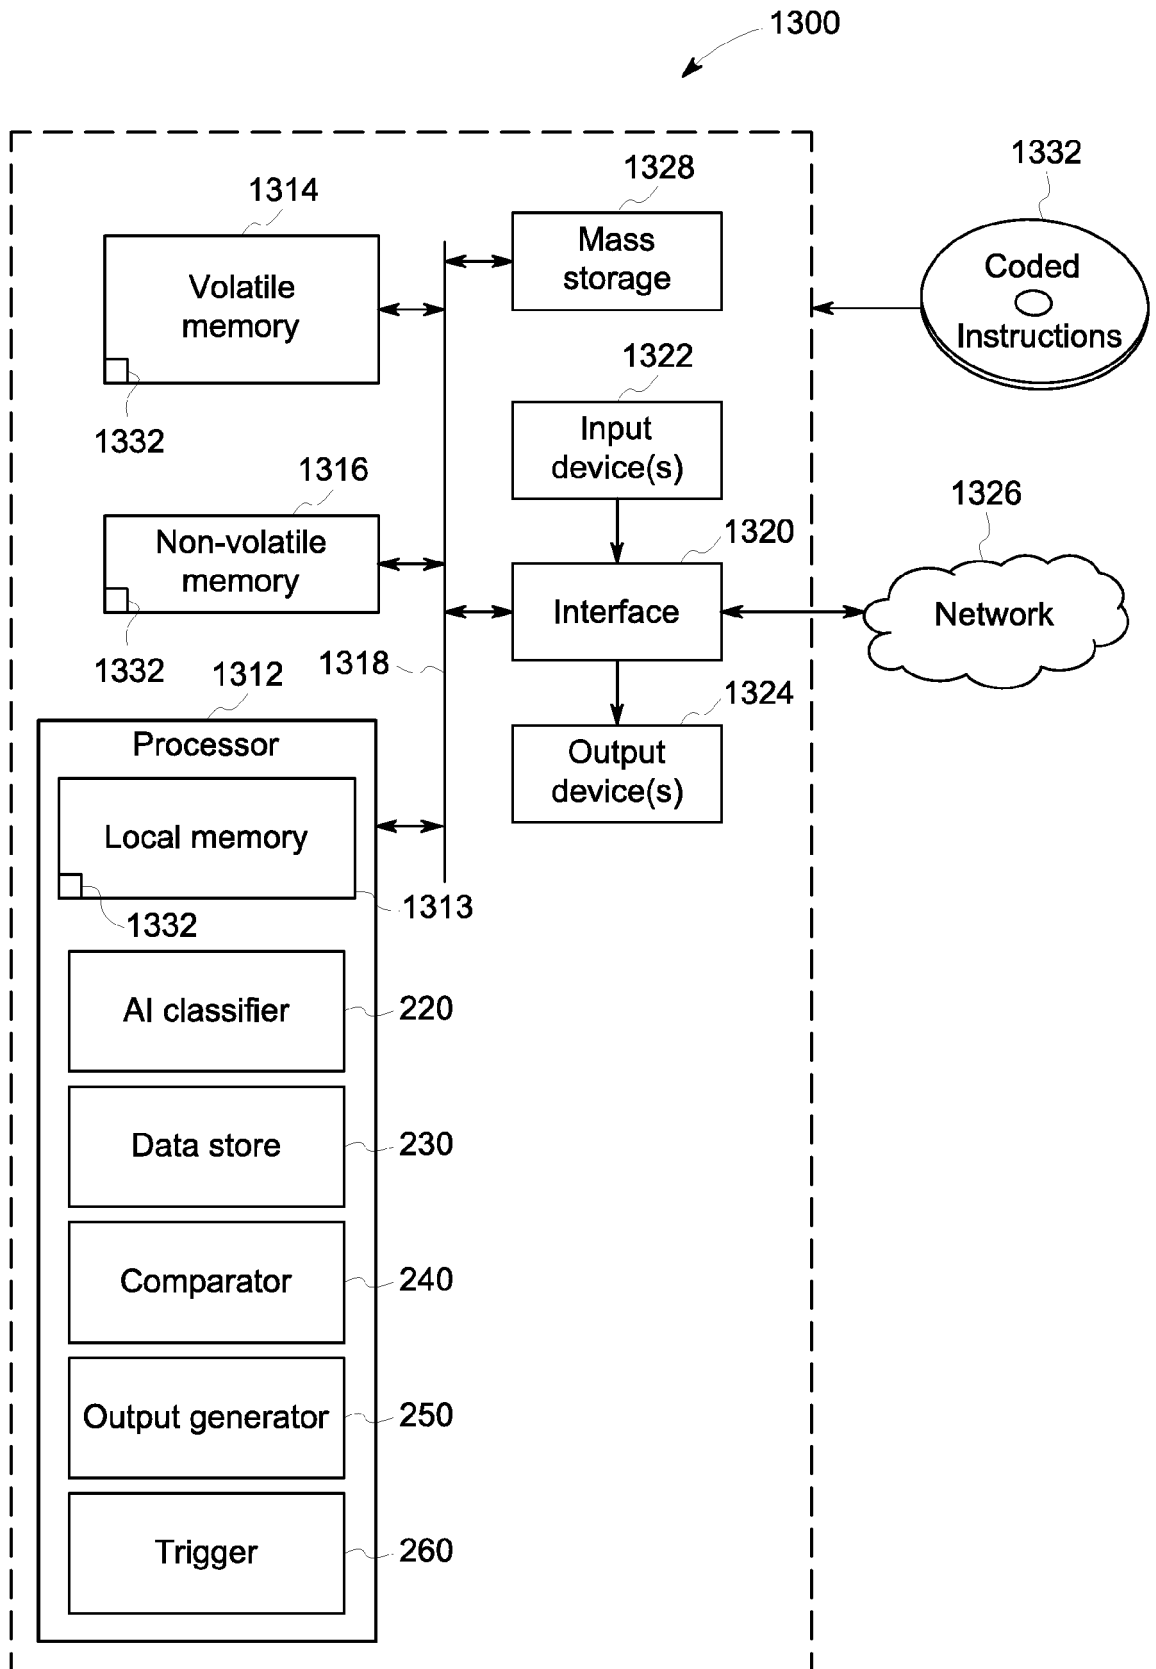 1300
1332
Coded
Instructions
1314
Volatile
memory
1332
1328
Mass
storage
1322
Input
device(s)
1316
Non-volatile
memory
1332
1320
Interface
1326
Network
1318
1312
Processor
1324
Output
device(s)
Local memory
1332
1313
AI classifier
220
Data store
230
Comparator
240
Output generator
250
Trigger
260